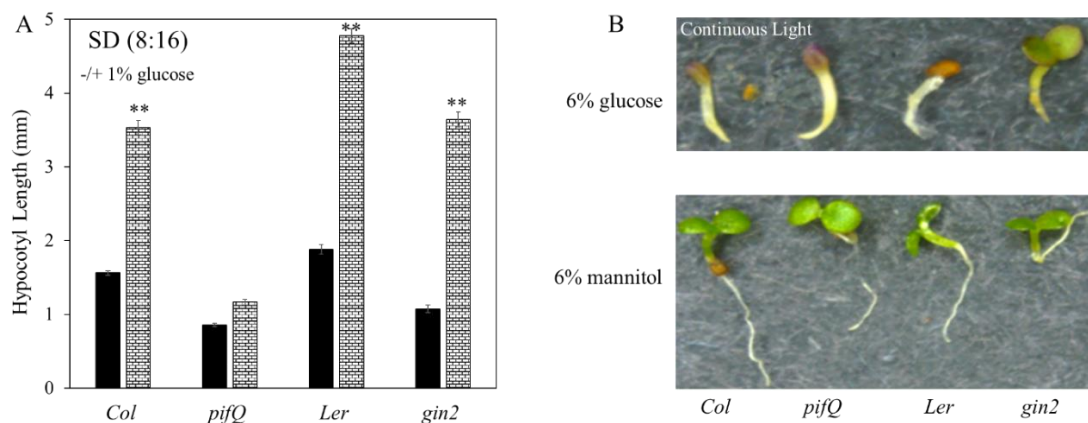 A
SD (8:16)
-/+ 1% glucose
Hypocotyl Length (mm)
5
4
3
2
1
0
**
**
**
Col
pifQ
Ler
gin2
B
Continuous Light
6% glucose
6% mannitol
Col
pifQ
Ler
gin2